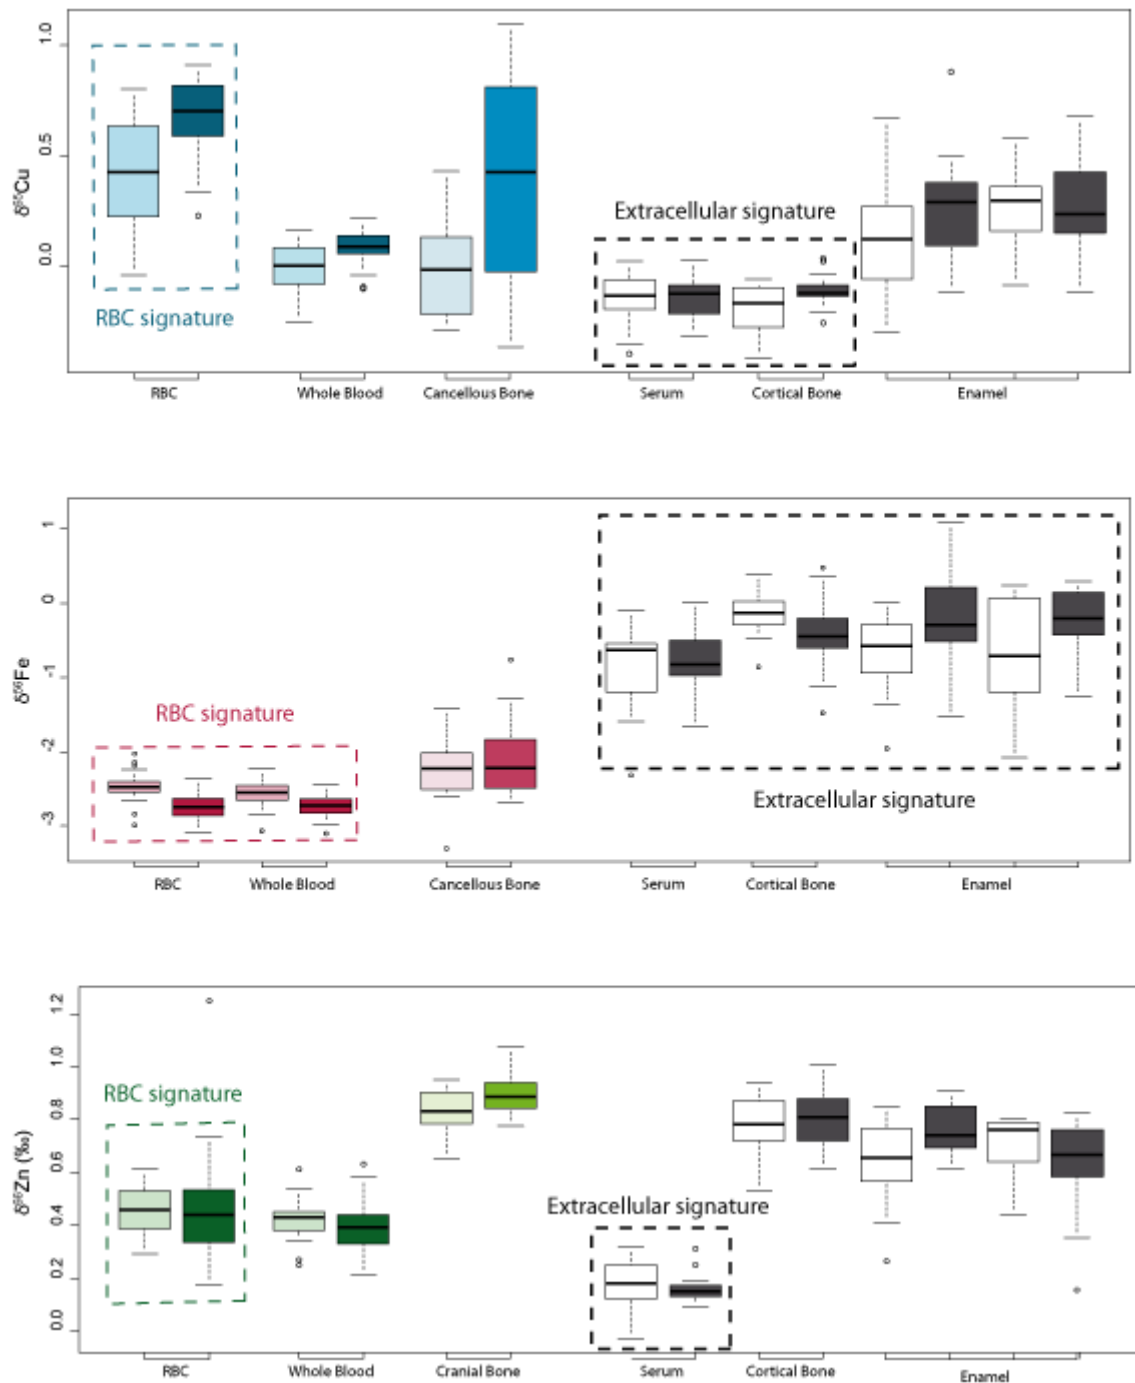 1.0
0.5
0.0
δ⁶⁵Cu
RBC signature
Extracellular signature
RBC
Whole Blood
Cancellous Bone
Serum
Cortical Bone
Enamel
1
0
-1
-2
-3
δ⁵⁶Fe
RBC signature
Extracellular signature
RBC
Whole Blood
Cancellous Bone
Serum
Cortical Bone
Enamel
1.2
1.0
0.8
0.6
0.4
0.2
0.0
δ⁶⁶Zn (‰)
RBC signature
Extracellular signature
RBC
Whole Blood
Cranial Bone
Serum
Cortical Bone
Enamel